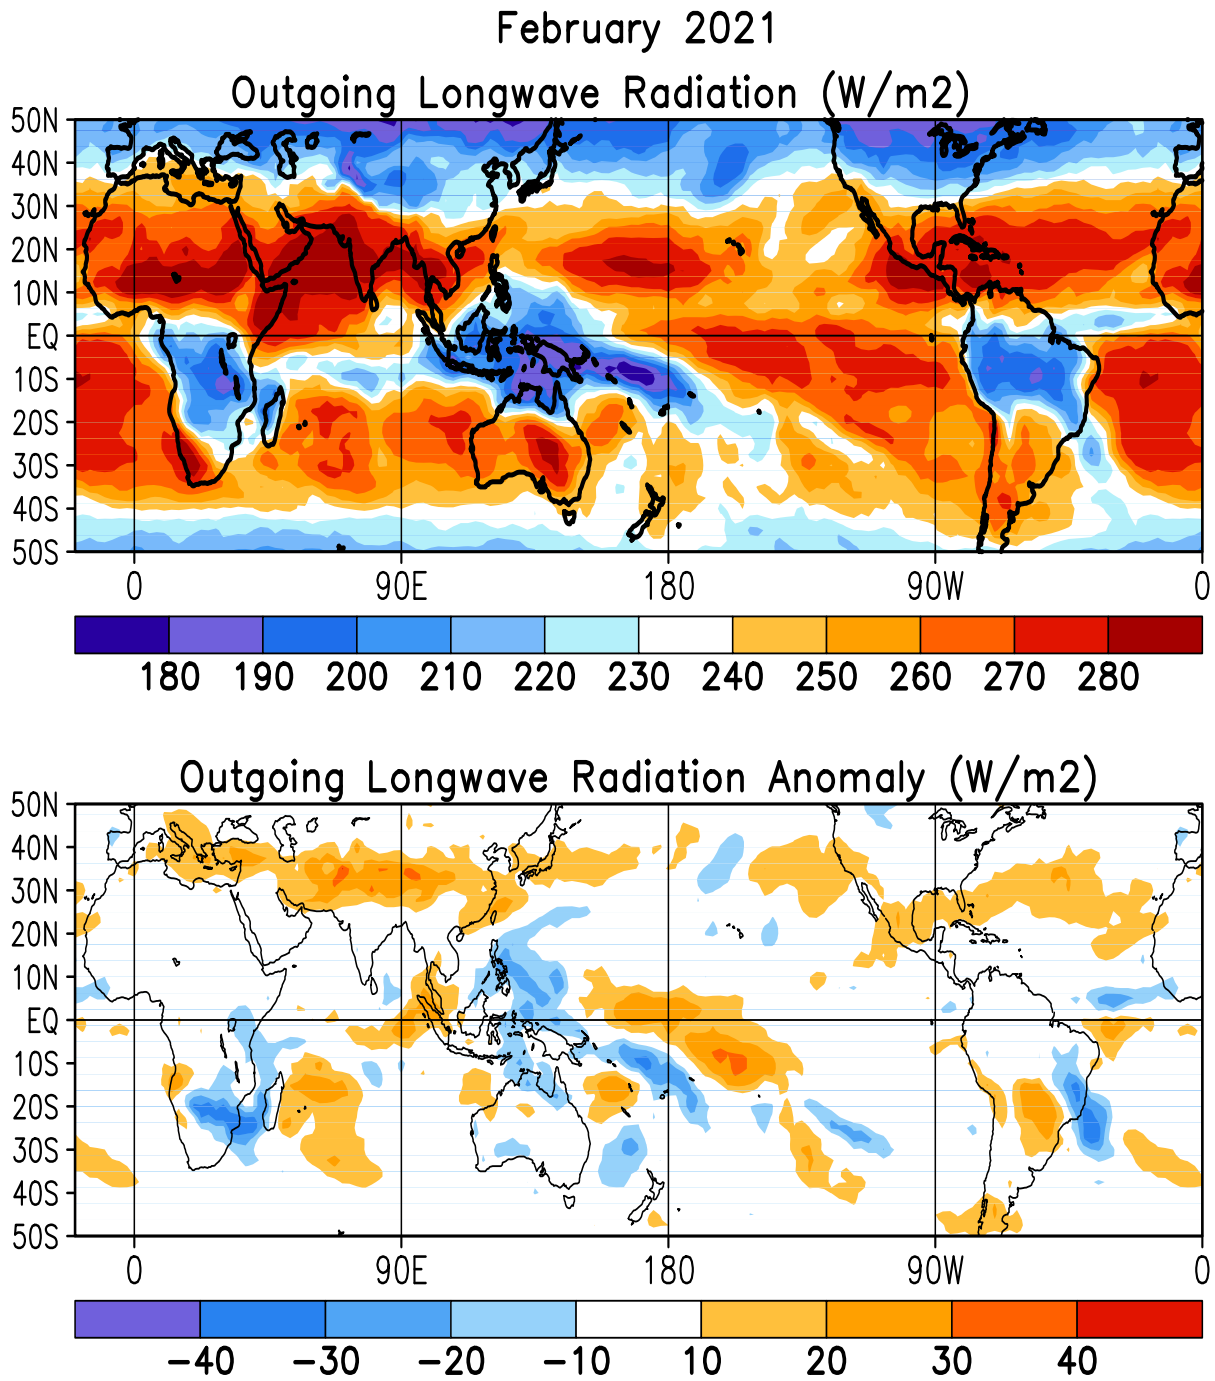 February 2021
Outgoing Longwave Radiation (W/m2)
50N
40N
30N
20N
10N
EQ
10S
20S
30S
40S
50S
0 90E 180 90W 0
180 190 200 210 220 230 240 250 260 270 280
Outgoing Longwave Radiation Anomaly (W/m2)
50N
40N
30N
20N
10N
EQ
10S
20S
30S
40S
50S
0 90E 180 90W 0
−40 −30 −20 −10 10 20 30 40